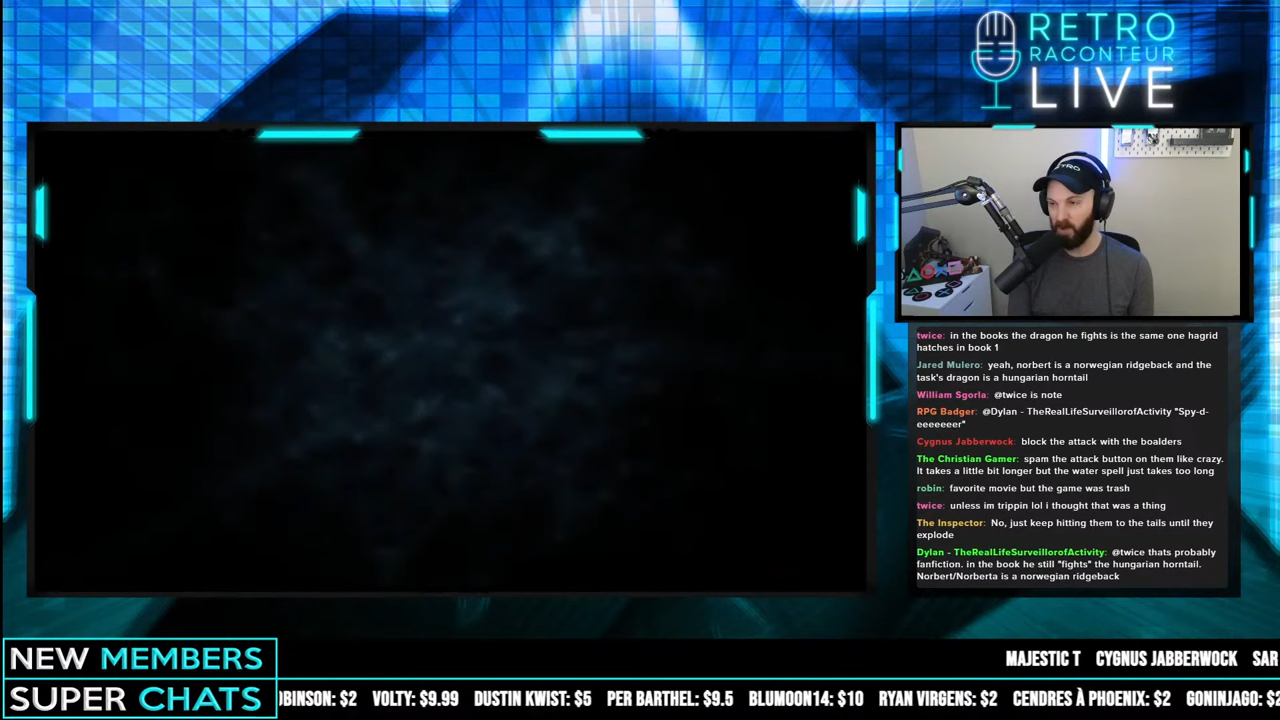 RETRO
RACONTEUR
LIVE
twice: in the books the dragon he fights is the same one hagrid
hatches in book 1
Jared Mulero: yeah, norbert is a norwegian ridgeback and the
task's dragon is a hungarian horntail
William Sgorla: @twice is note
RPG Badger: @Dylan - TheRealLifeSurveillorofActivity "Spy-d-
eeeeeeer"
Cygnus Jabberwock: block the attack with the boalders
The Christian Gamer: spam the attack button on them like crazy.
It takes a little bit longer but the water spell just takes too long
robin: favorite movie but the game was trash
twice: unless im trippin lol i thought that was a thing
The Inspector: No, just keep hitting them to the tails until they
explode
Dylan - TheRealLifeSurveillorofActivity: @twice thats probably
fanfiction. in the book he still "fights" the hungarian horntail.
Norbert/Norberta is a norwegian ridgeback
NEW MEMBERS
MAJESTIC T CYGNUS JABBERWOCK SAR
SUPER CHATS
OBINSON: $2 VOLTY: $9.99 DUSTIN KWIST: $5 PER BARTHEL: $9.5 BLUMOON14: $10 RYAN VIRGENS: $2 CENDRES À PHOENIX: $2 GONINJAGO: $2